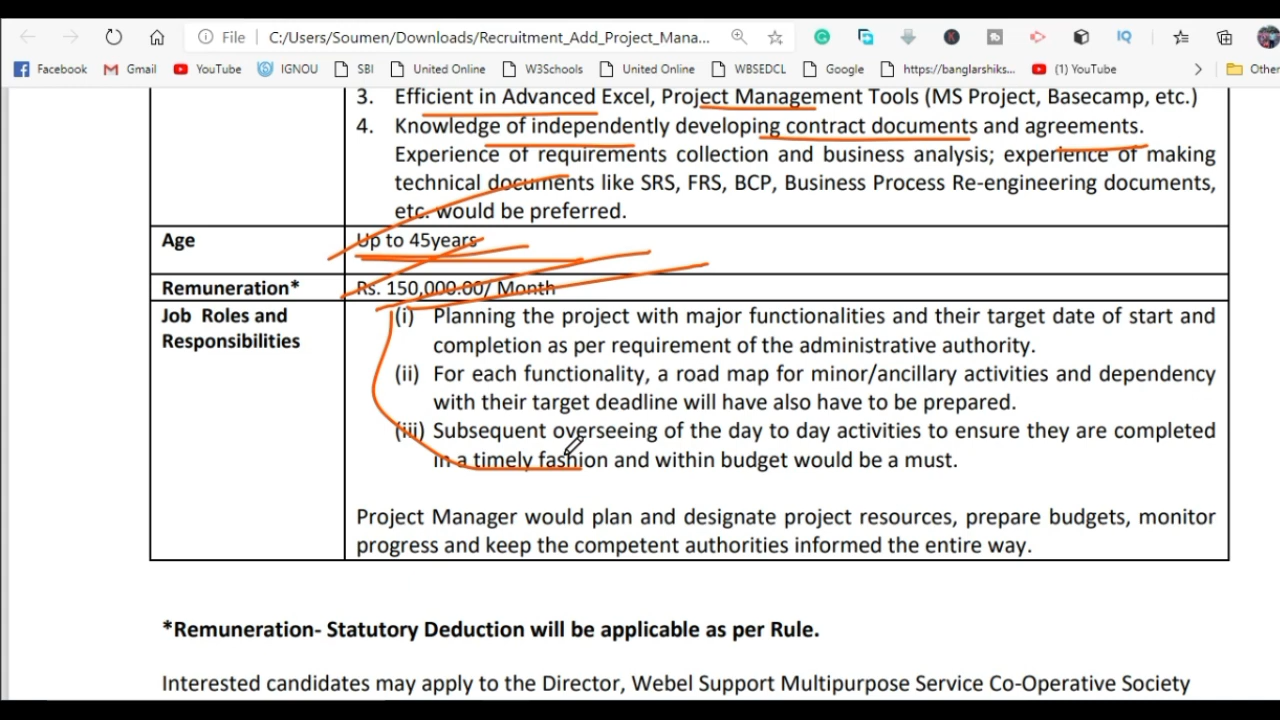 File C:/Users/Soumen/Downloads/Recruitment_Add_Project_Mana...
IQ
Facebook Gmail YouTube IGNOU SBI United Online W3Schools United Online WBSEDCL Google https://banglarshiks... (1) YouTube Other
3. Efficient in Advanced Excel, Project Management Tools (MS Project, Basecamp, etc.)
4. Knowledge of independently developing contract documents and agreements.
Experience of requirements collection and business analysis; experience of making
technical documents like SRS, FRS, BCP, Business Process Re-engineering documents,
etc. would be preferred.
Age Up to 45years
Remuneration* Rs. 150,000.00/ Month
Job Roles and
Responsibilities
(i) Planning the project with major functionalities and their target date of start and
completion as per requirement of the administrative authority.
(ii) For each functionality, a road map for minor/ancillary activities and dependency
with their target deadline will have also have to be prepared.
(iii) Subsequent overseeing of the day to day activities to ensure they are completed
in a timely fashion and within budget would be a must.
Project Manager would plan and designate project resources, prepare budgets, monitor
progress and keep the competent authorities informed the entire way.
*Remuneration- Statutory Deduction will be applicable as per Rule.
Interested candidates may apply to the Director, Webel Support Multipurpose Service Co-Operative Society